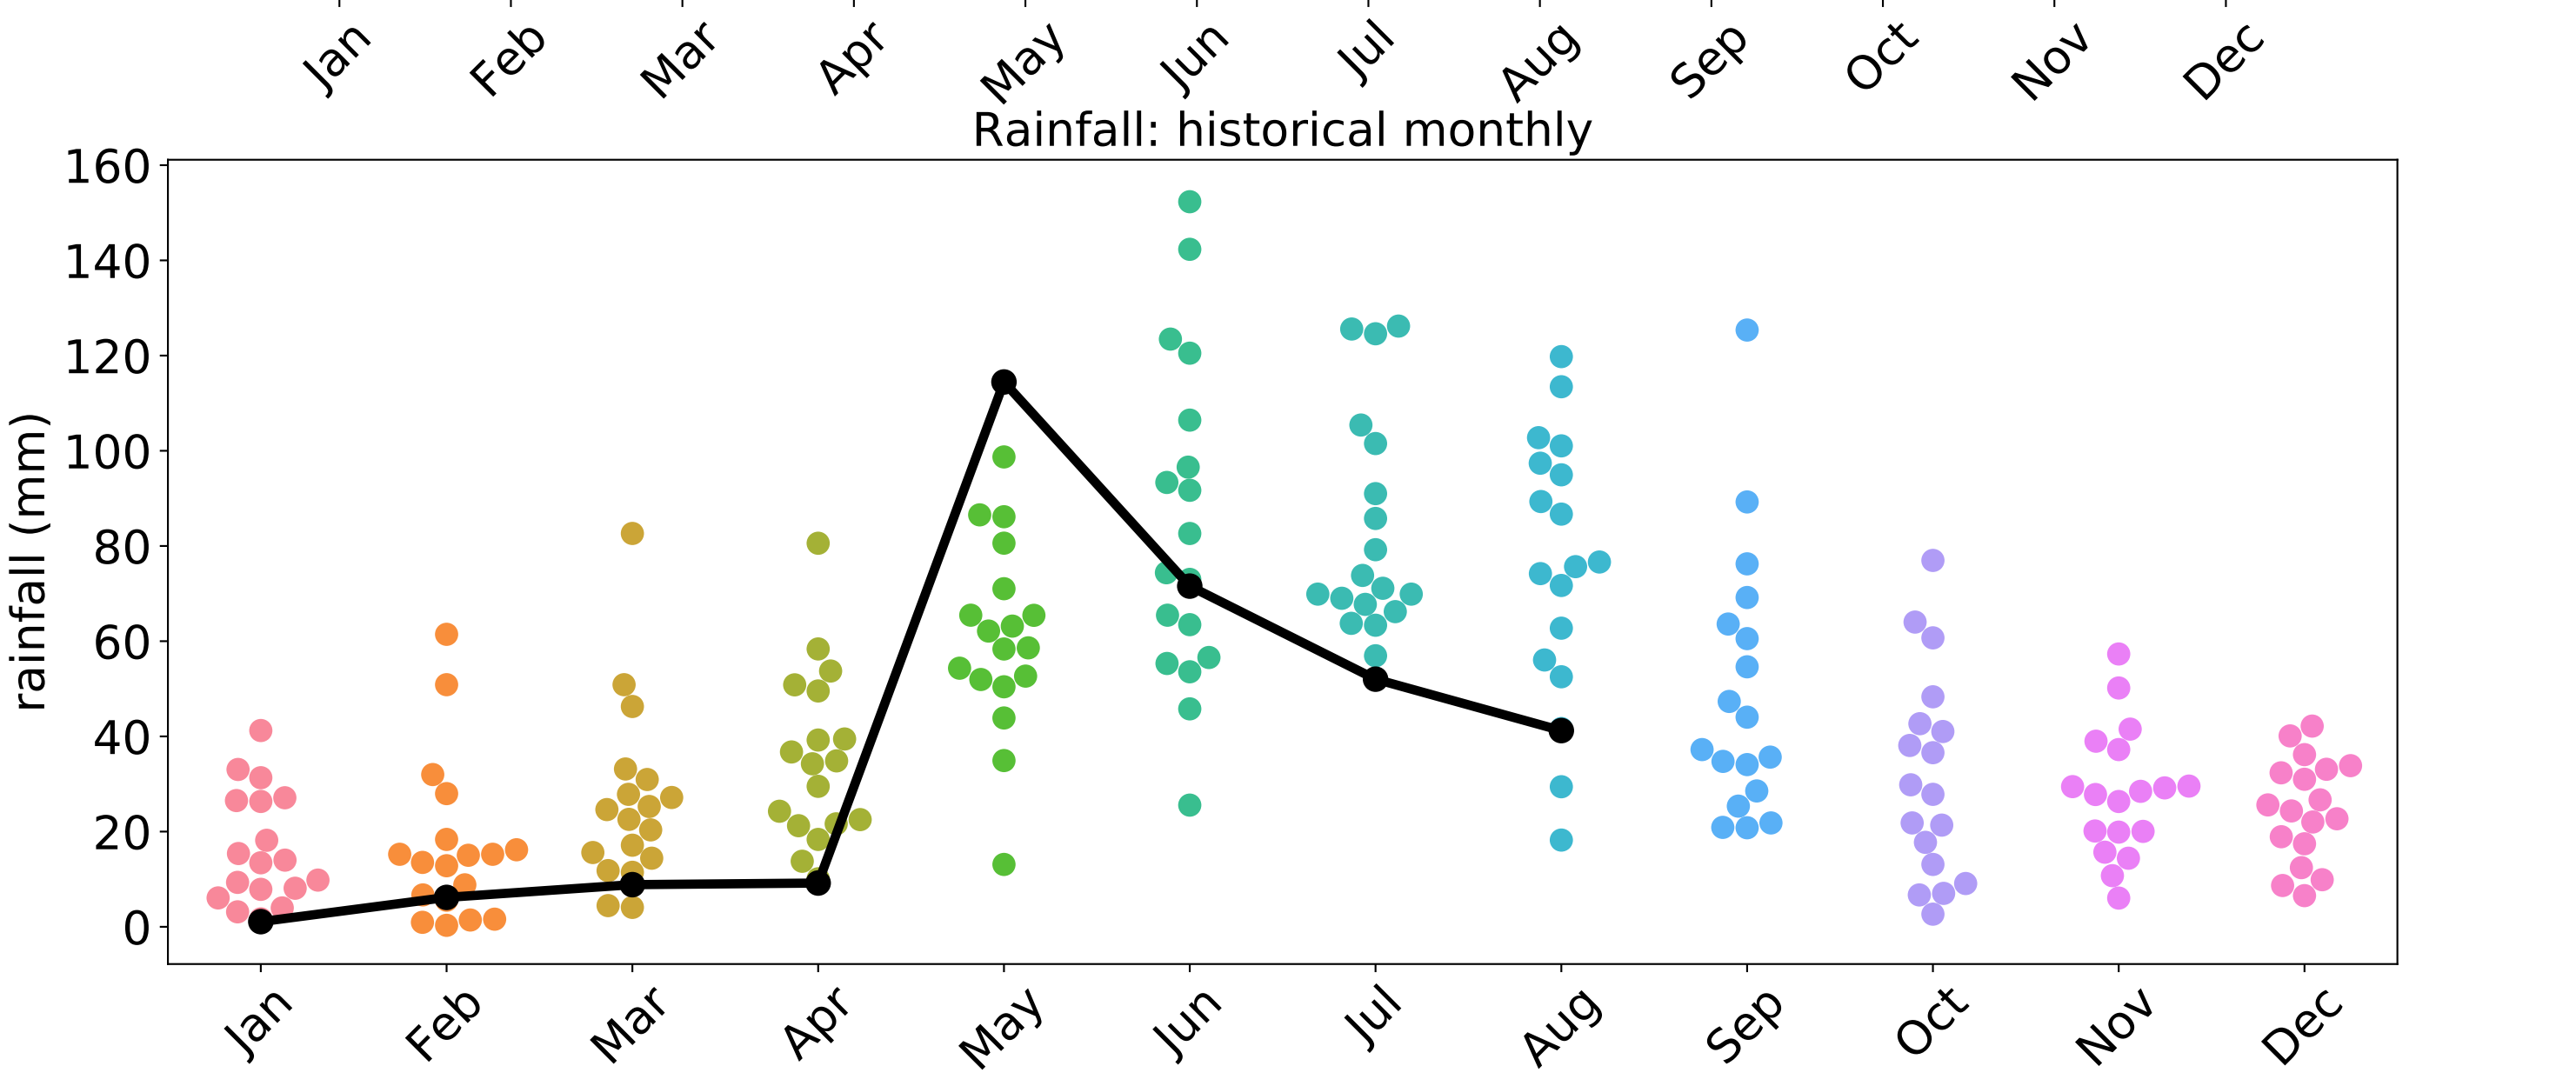 Jan Feb Mar Apr May Jun Jul Aug Sep Oct Nov Dec
Rainfall: historical monthly
160
140
120
100
80
60
40
20
0
rainfall (mm)
Jan Feb Mar Apr May Jun Jul Aug Sep Oct Nov Dec